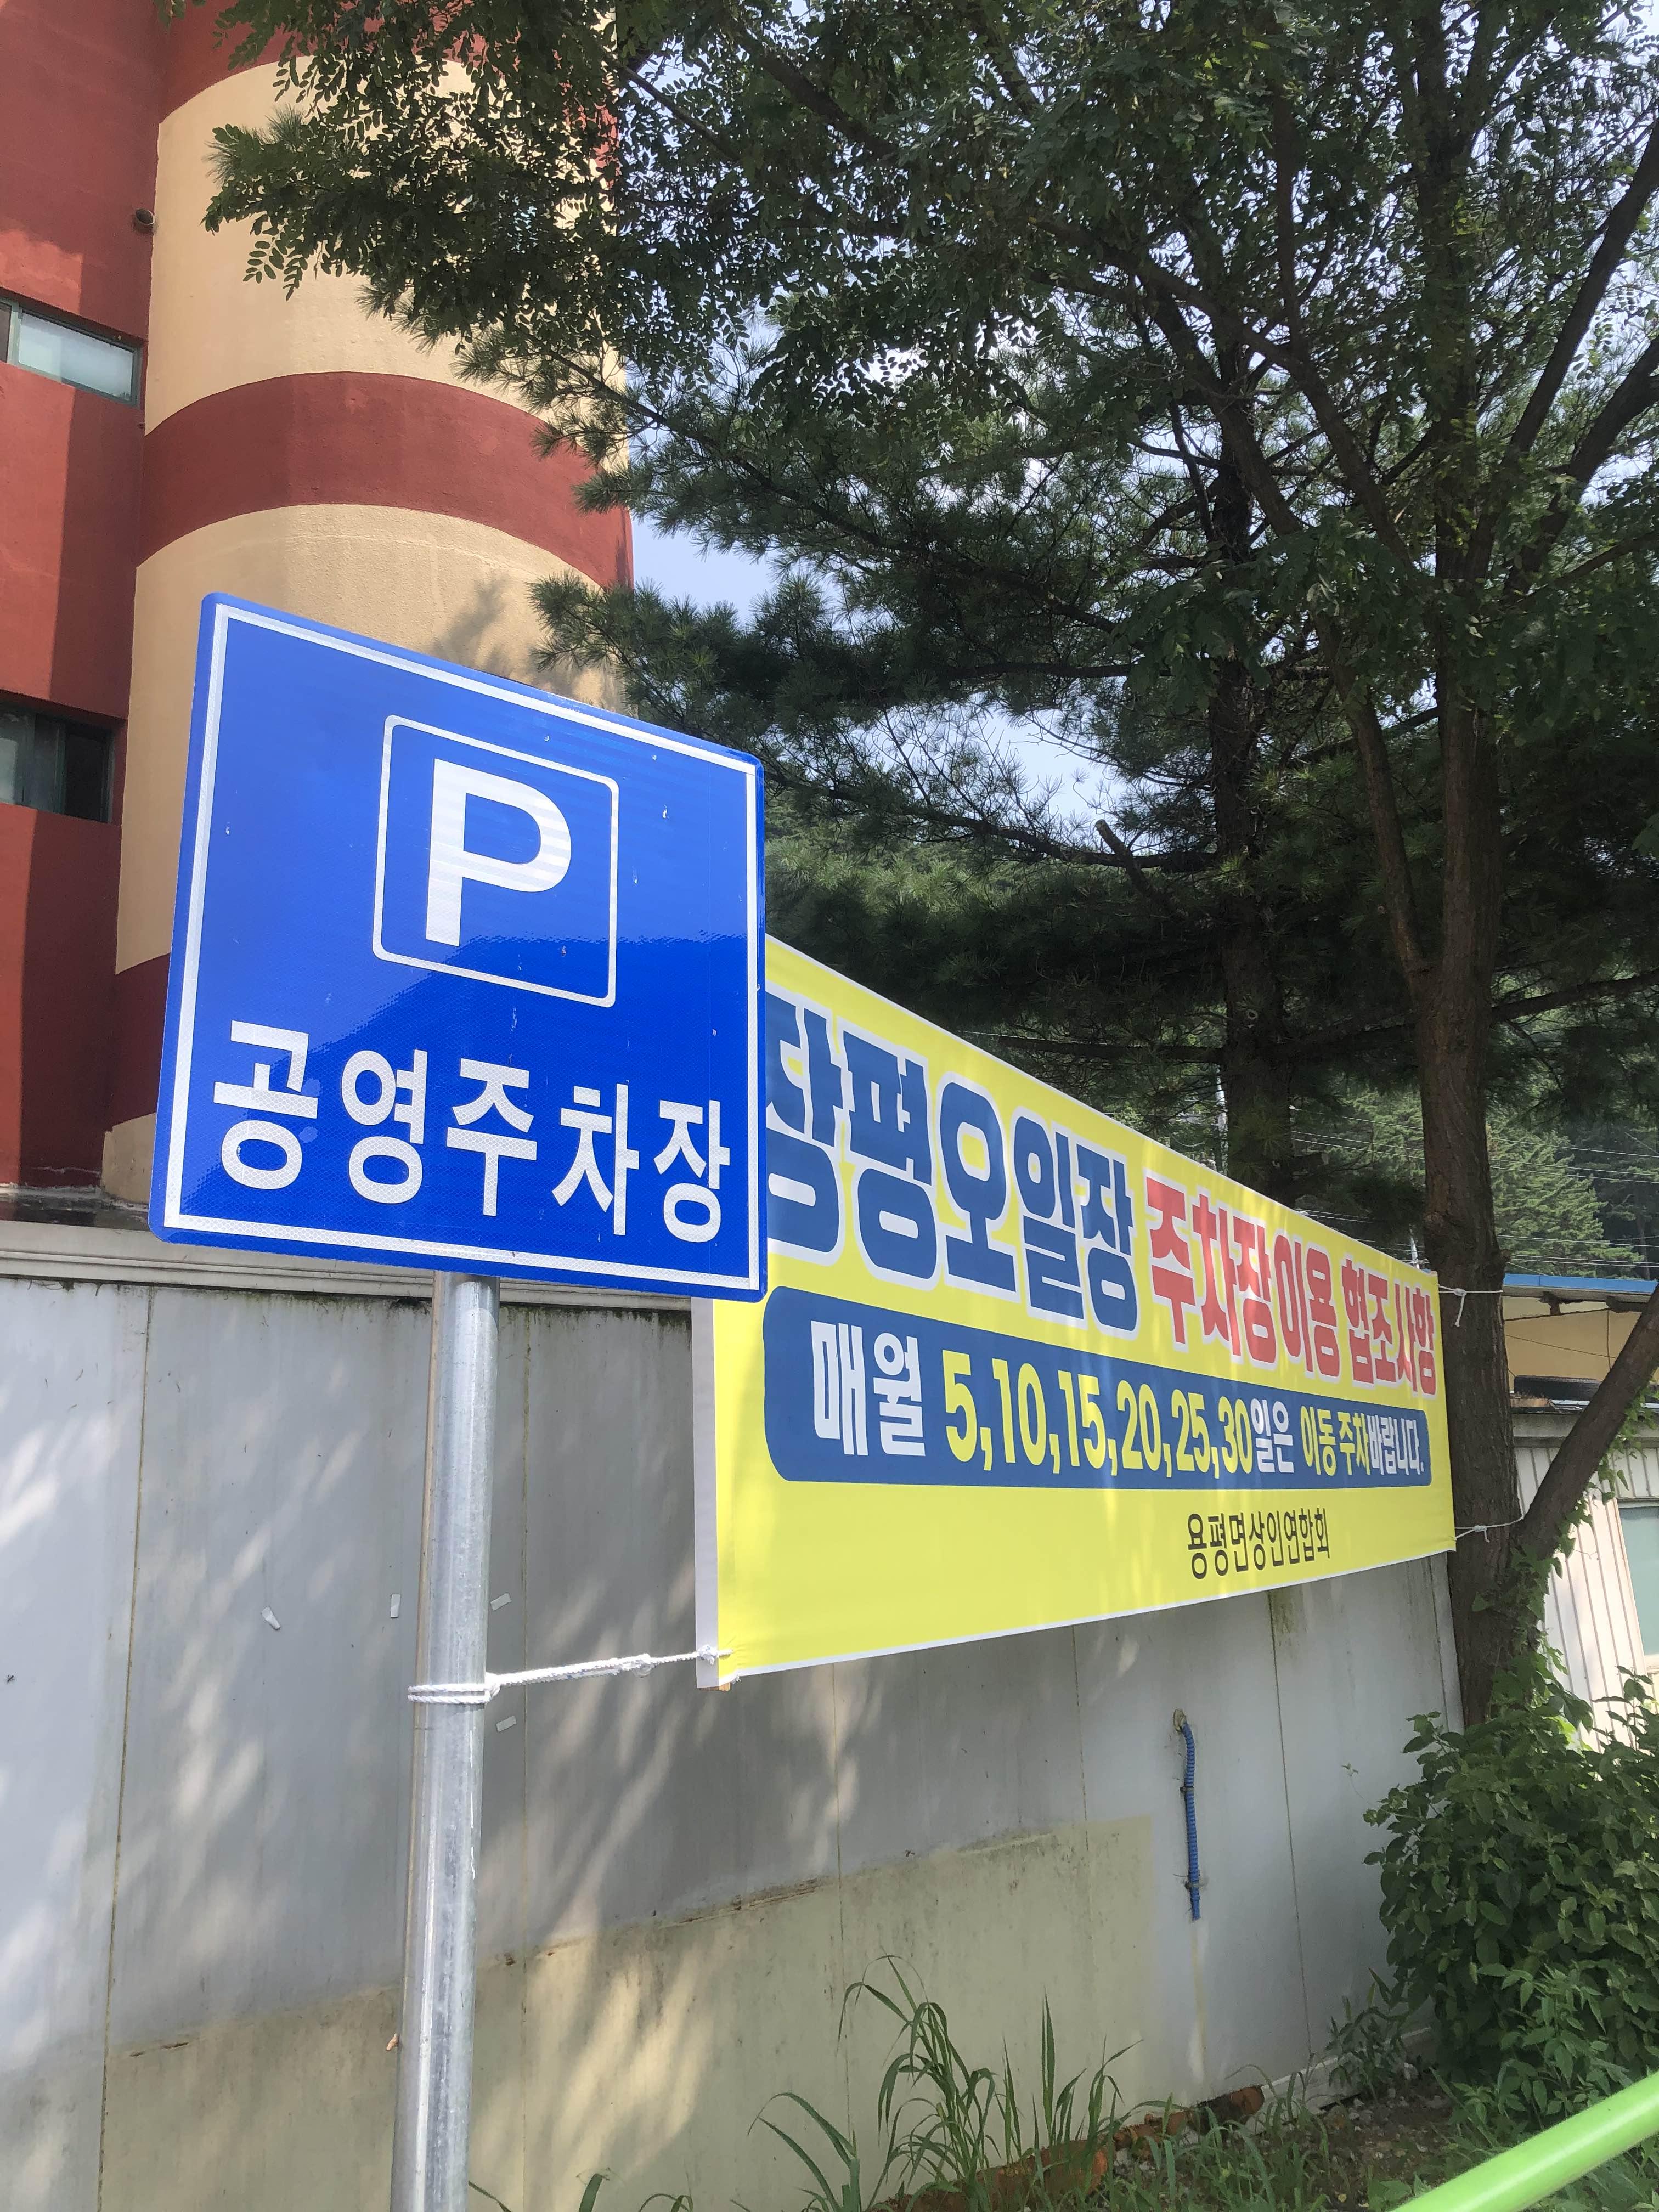 P
공영주차장
평오일장 주차장이용 협조사항
매월 5,10,15,20,25,30일은 이동 주차바랍니다.
용평면상인연합회